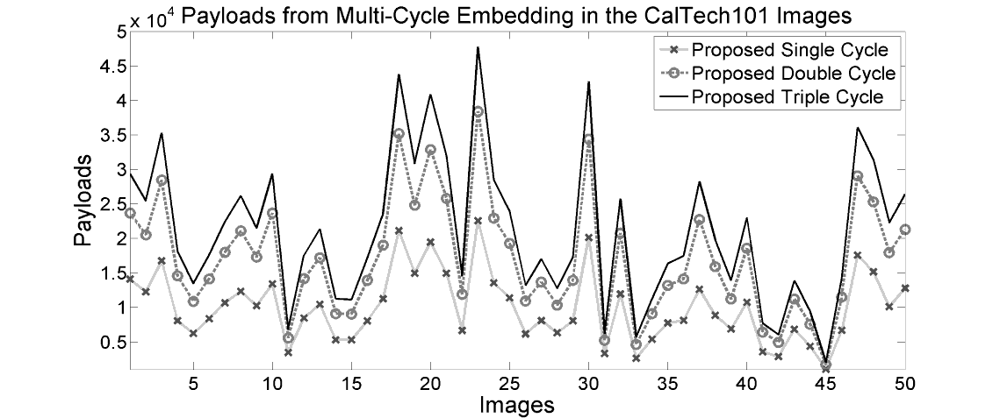 x 10⁴ Payloads from Multi-Cycle Embedding in the CalTech101 Images
Proposed Single Cycle
Proposed Double Cycle
Proposed Triple Cycle
5
4.5
4
3.5
3
2.5
2
1.5
1
0.5
Payloads
5 10 15 20 25 30 35 40 45 50
Images